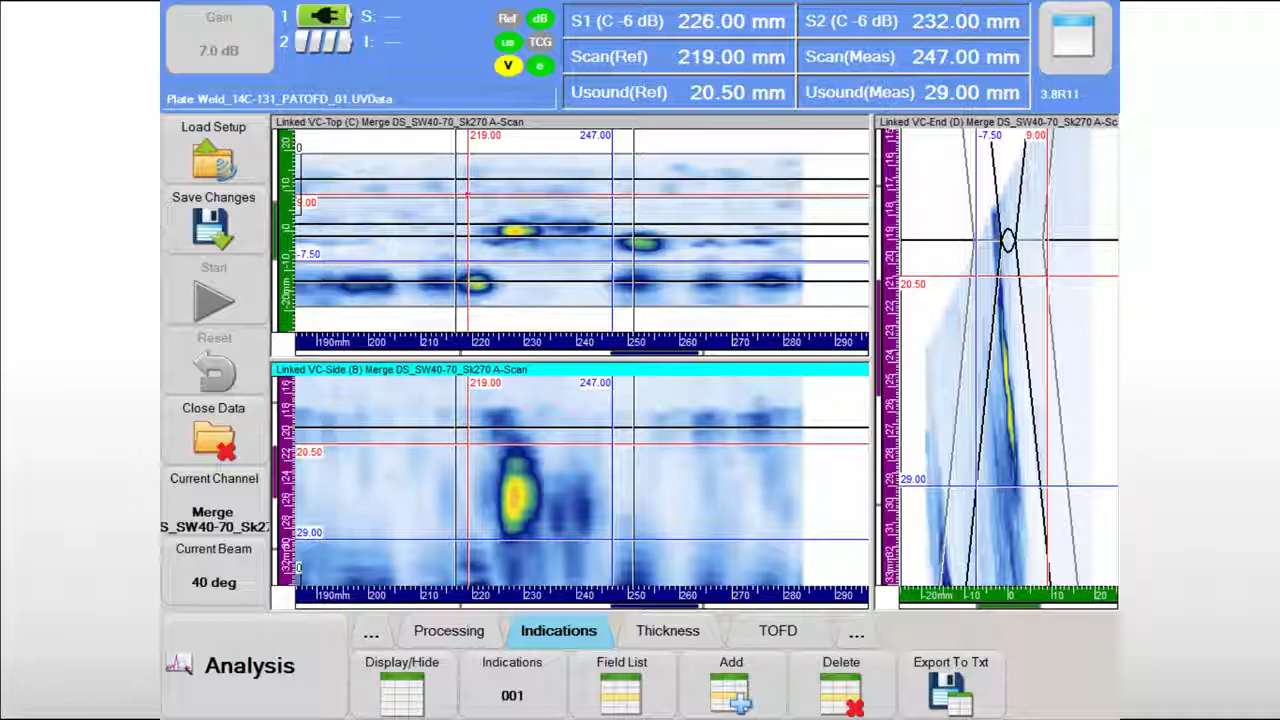 Gain
7.0 dB
1 S: ---
2 I: ---
Ref dB
us TCG
V e
S1 (C -6 dB) 226.00 mm S2 (C -6 dB) 232.00 mm
Scan(Ref) 219.00 mm Scan(Meas) 247.00 mm
Usound(Ref) 20.50 mm Usound(Meas) 29.00 mm
3.8R11
Plate Weld_14C-131_PATOFD_01.UVData
Load Setup
Save Changes
Start
Reset
Close Data
Current Channel
Merge
S_SW40-70_Sk27
Current Beam
40 deg
Linked VC-Top (C) Merge DS_SW40-70_Sk270 A-Scan
219.00 247.00
0
9.00
-7.50
190mm 200 210 220 230 240 250 260 270 280 290
Linked VC-Side (B) Merge DS_SW40-70_Sk270 A-Scan
219.00 247.00
20.50
29.00
0
190mm 200 210 220 230 240 250 260 270 280 290
Linked VC-End (D) Merge DS_SW40-70_Sk270 A-Sc
-7.50 9.00
20.50
29.00
-20mm -10 0 10 20
... Processing Indications Thickness TOFD ...
Analysis
Display/Hide
Indications
001
Field List
Add
Delete
Export To Txt